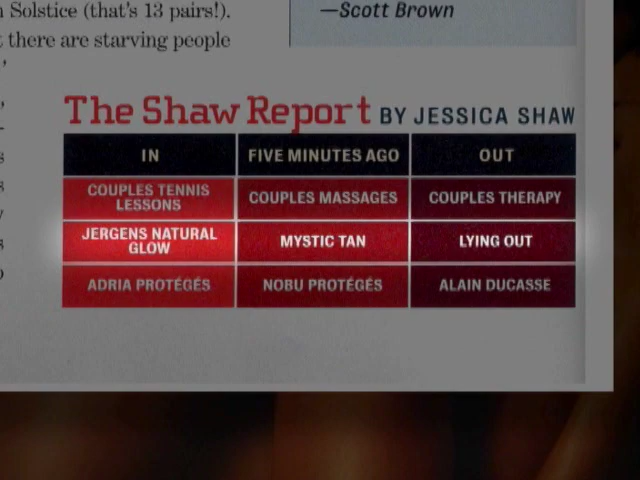 Solstice (that's 13 pairs!).
there are starving people
—Scott Brown
The Shaw Report BY JESSICA SHAW
IN FIVE MINUTES AGO OUT
COUPLES TENNIS
LESSONS
COUPLES MASSAGES COUPLES THERAPY
JERGENS NATURAL
GLOW
MYSTIC TAN LYING OUT
ADRIA PROTÉGÉS NOBU PROTÉGÉS ALAIN DUCASSE